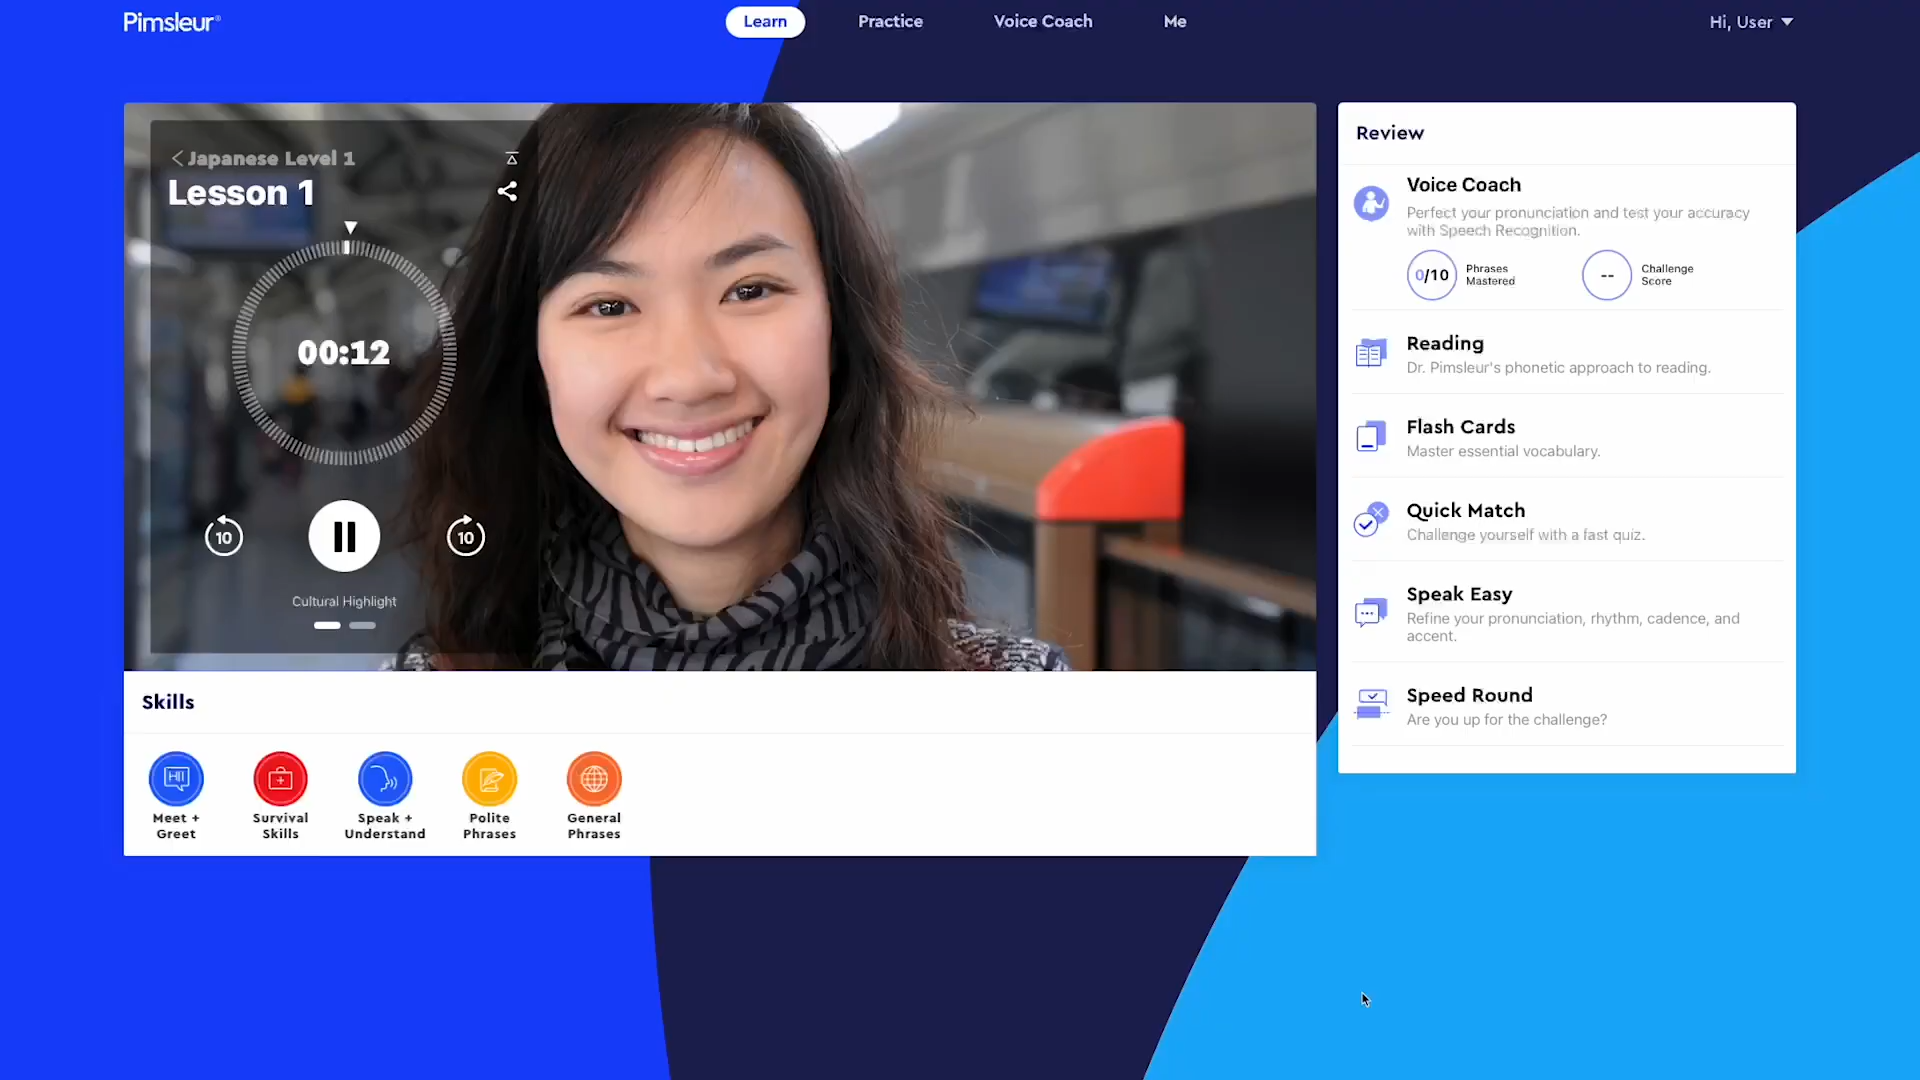 Pimsleur®
Learn
Practice
Voice Coach
Me
Hi, User
Japanese Level 1
Lesson 1
00:12
10
10
Cultural Highlight
Skills
HI!
Meet +
Greet
Survival
Skills
Speak +
Understand
Polite
Phrases
General
Phrases
Review
Voice Coach
Perfect your pronunciation and test your accuracy
with Speech Recognition.
0/10
Phrases
Mastered
--
Challenge
Score
Reading
Dr. Pimsleur's phonetic approach to reading.
Flash Cards
Master essential vocabulary.
Quick Match
Challenge yourself with a fast quiz.
Speak Easy
Refine your pronunciation, rhythm, cadence, and
accent.
Speed Round
Are you up for the challenge?